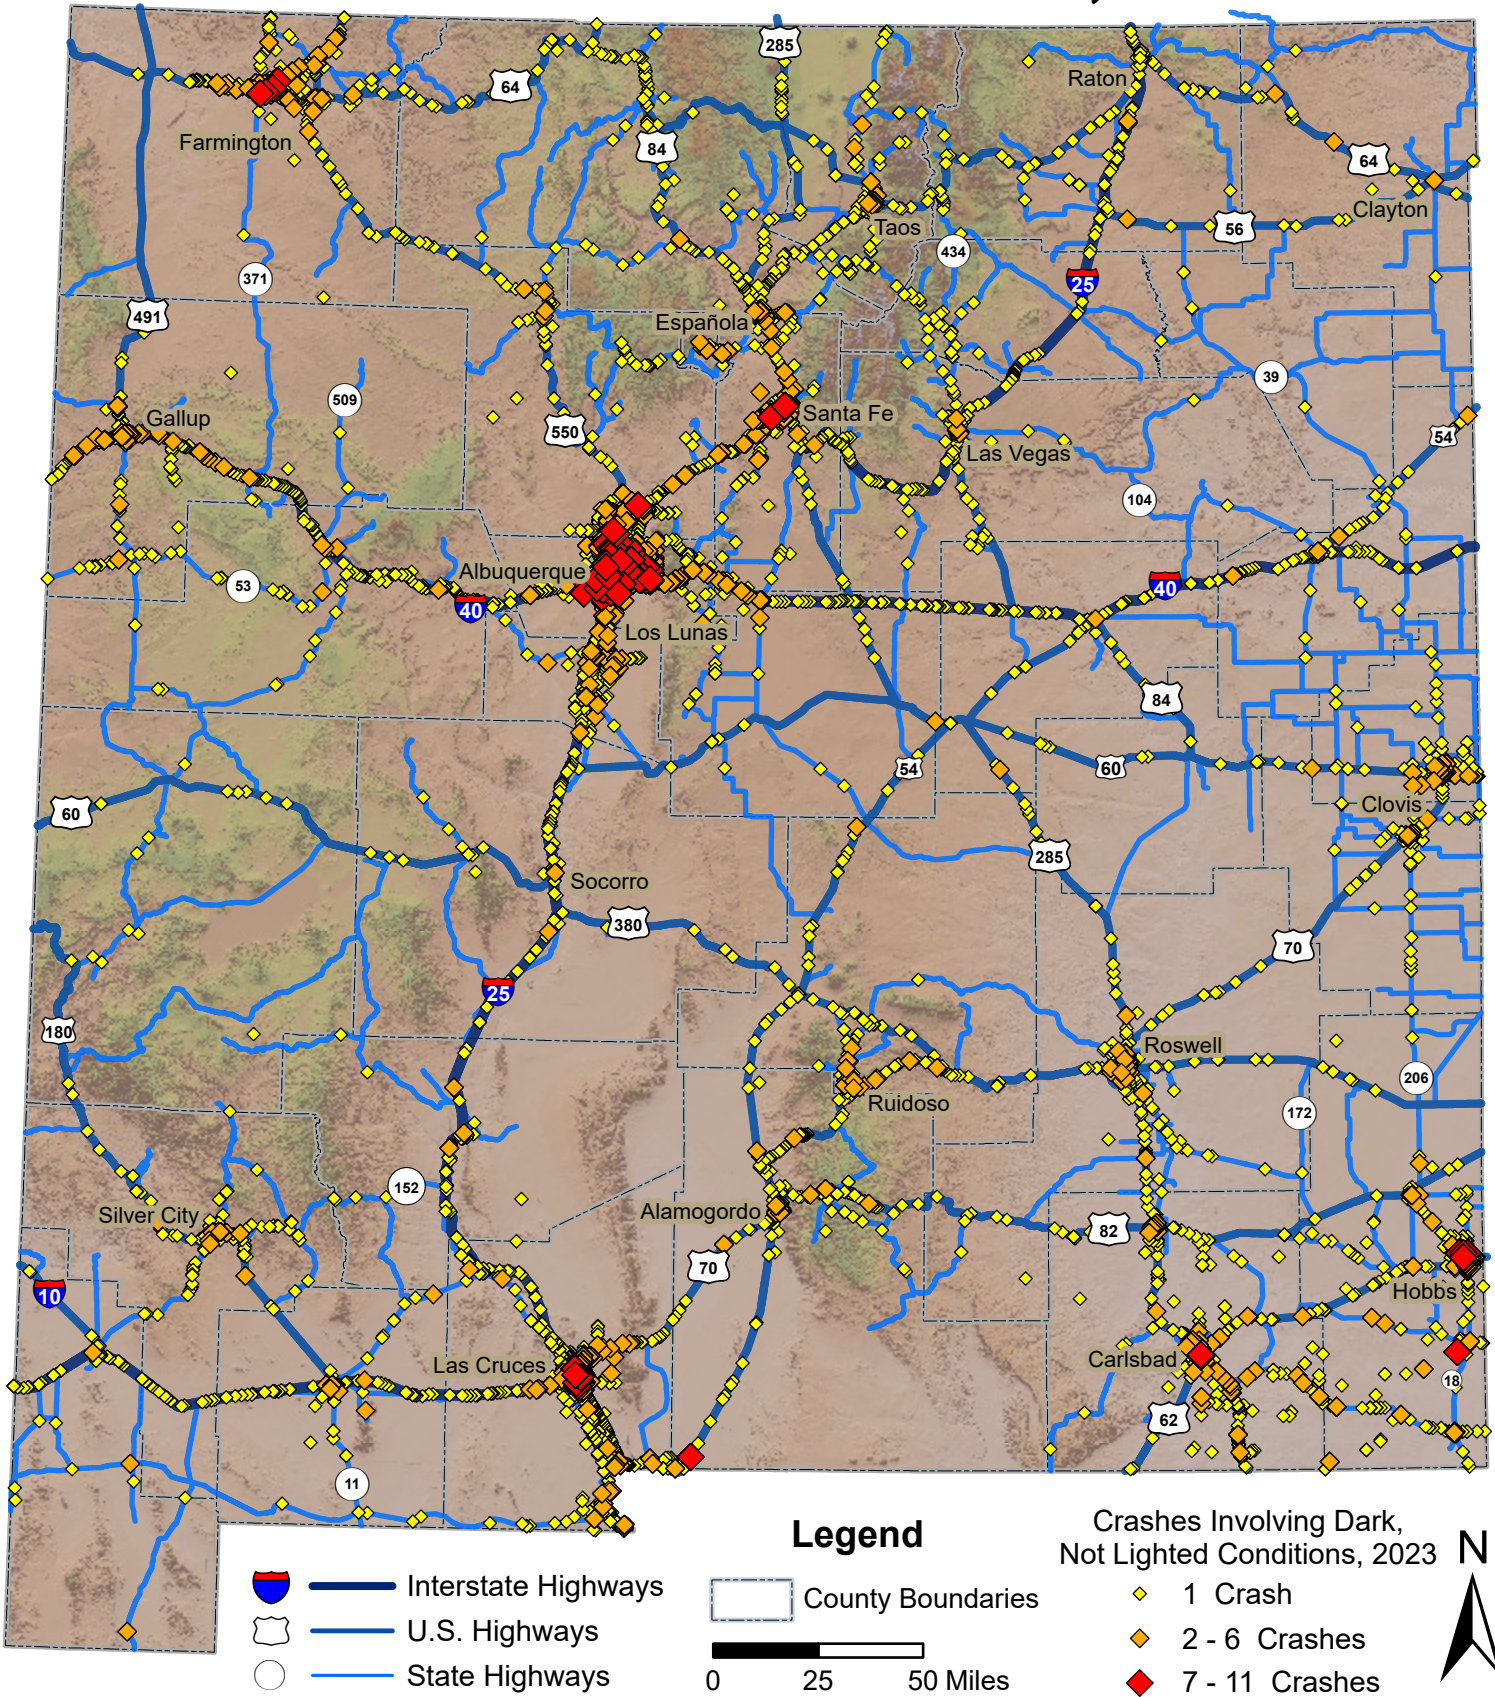 285
64
Raton
Farmington
84
64
Clayton
Taos
56
434
371
25
491
Española
39
509
Gallup
Santa Fe
550
54
Las Vegas
104
Albuquerque
53
40
40
Los Lunas
84
54
60
60
Clovis
285
Socorro
380
70
25
180
Roswell
206
Ruidoso
172
152
Silver City
Alamogordo
82
70
10
Hobbs
Las Cruces
Carlsbad
18
62
11
Legend
Interstate Highways
U.S. Highways
State Highways
County Boundaries
0 25 50 Miles
Crashes Involving Dark,
Not Lighted Conditions, 2023
1 Crash
2 - 6 Crashes
7 - 11 Crashes
N